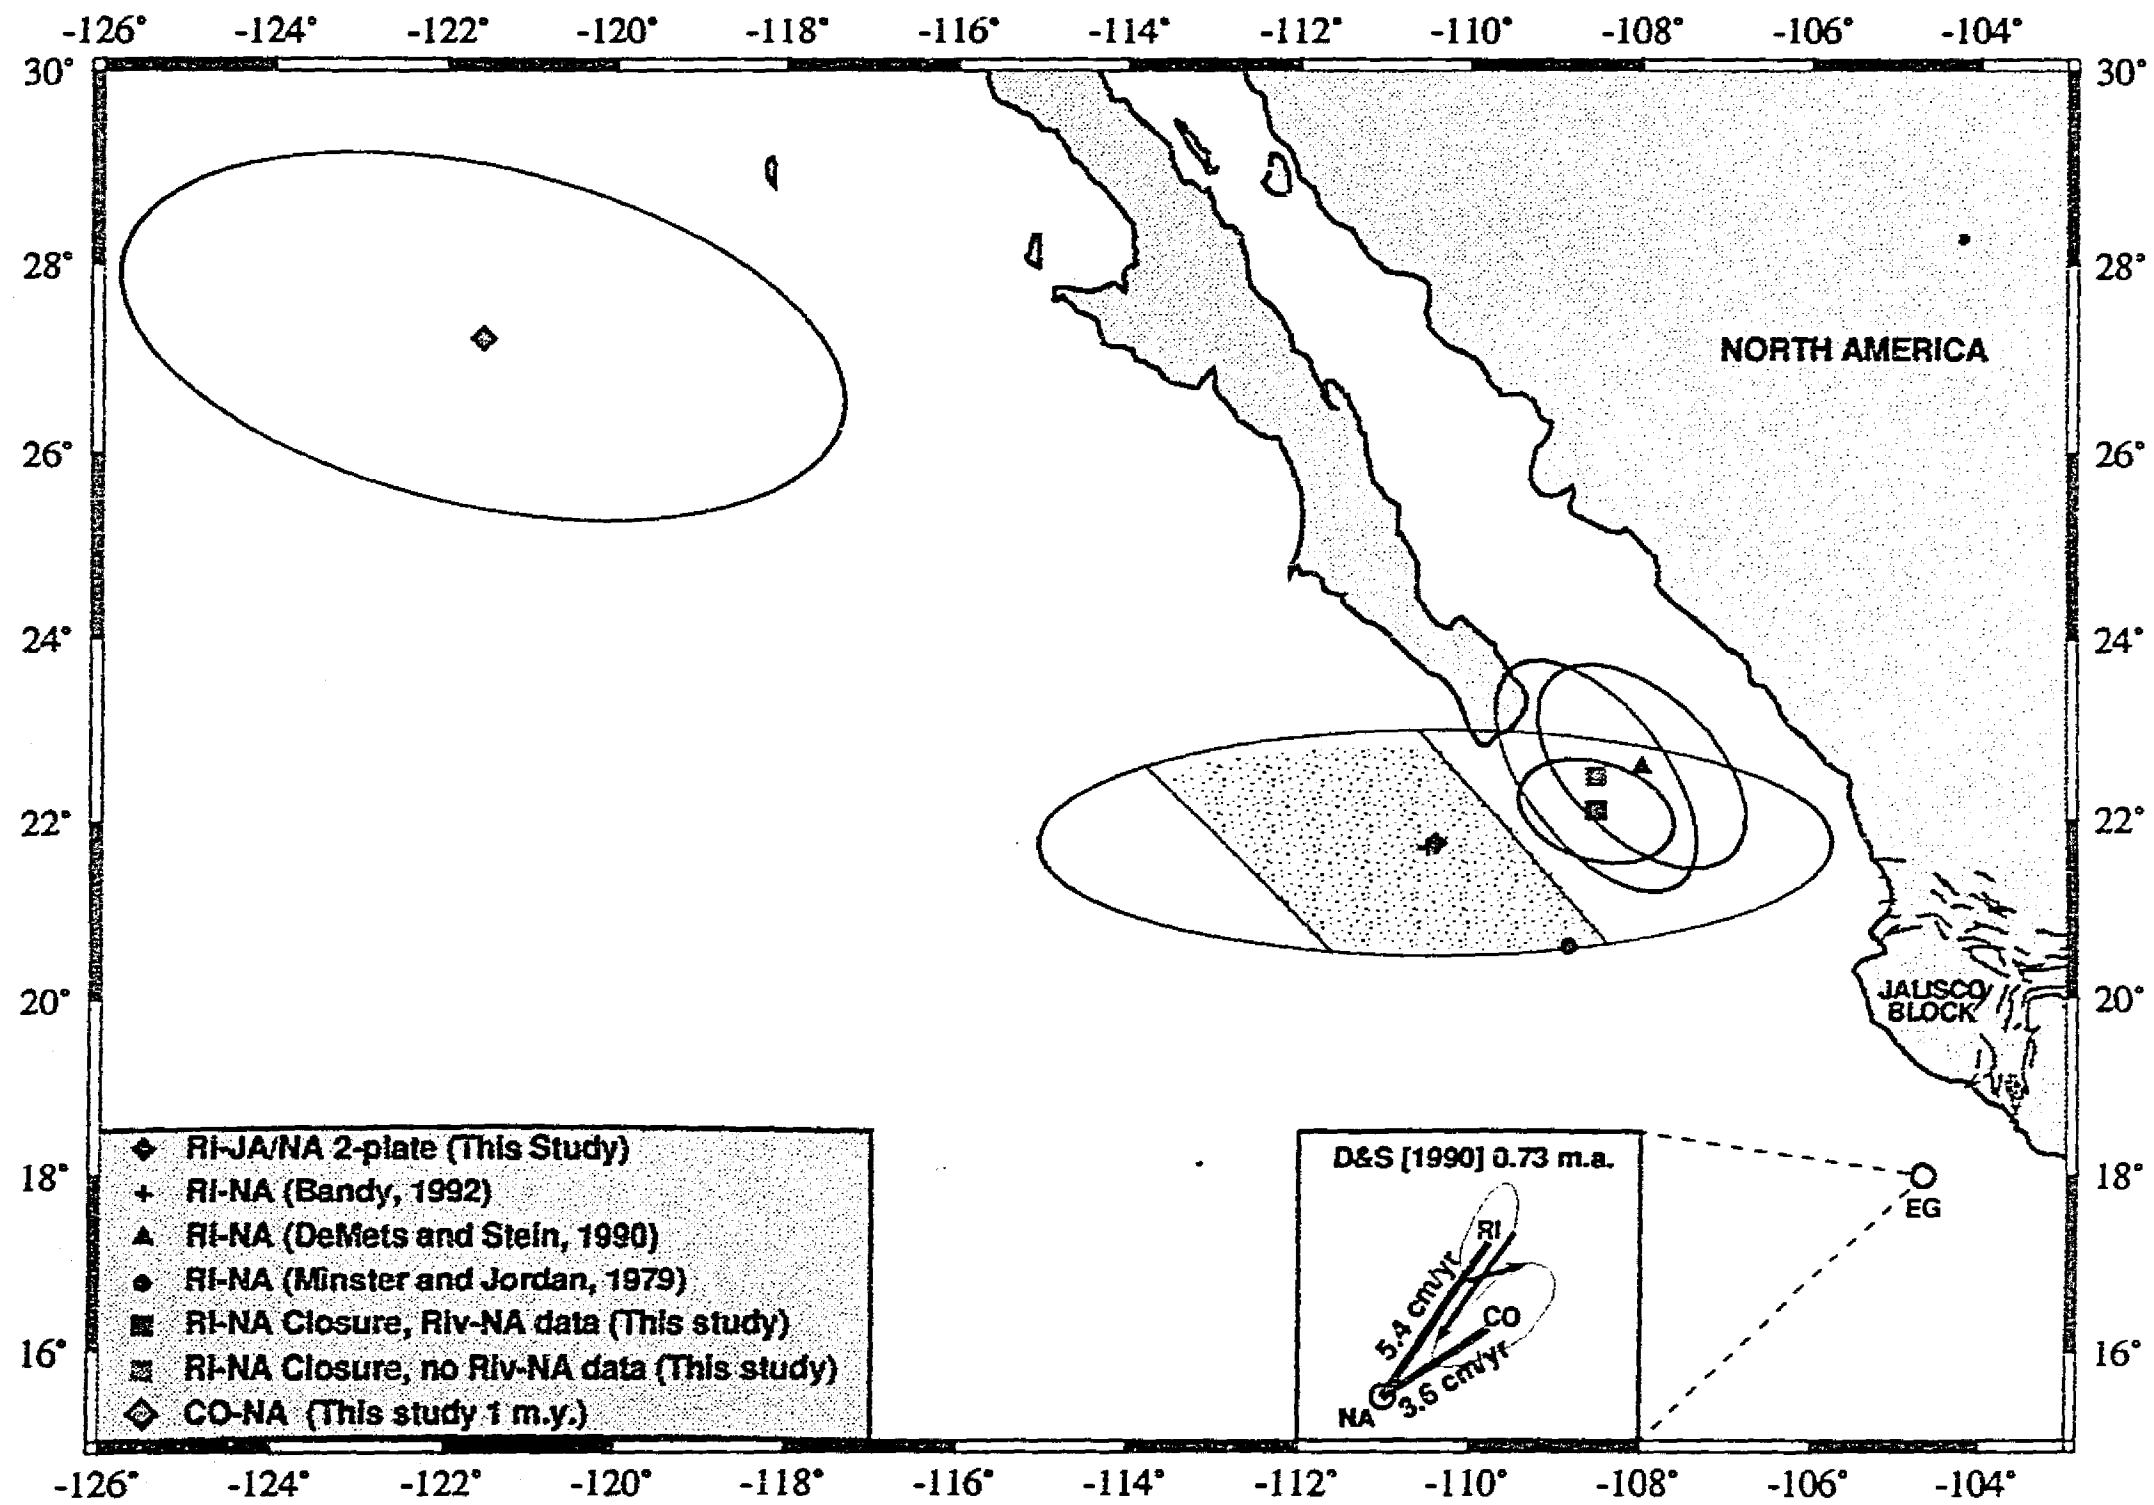 -126° -124° -122° -120° -118° -116° -114° -112° -110° -108° -106° -104°
30° 30°
28° 28°
NORTH AMERICA
26° 26°
24° 24°
22° 22°
20° 20°
JALISCO
BLOCK
18° 18°
16° 16°
RI-JA/NA 2-plate (This Study)
RI-NA (Bandy, 1992)
RI-NA (DeMets and Stein, 1990)
RI-NA (Minster and Jordan, 1979)
RI-NA Closure, Riv-NA data (This study)
RI-NA Closure, no Riv-NA data (This study)
CO-NA (This study 1 m.y.)
D&S [1990] 0.73 m.a.
RI
5.4 cm/yr
CO
3.6 cm/yr
NA
EG
-126° -124° -122° -120° -118° -116° -114° -112° -110° -108° -106° -104°